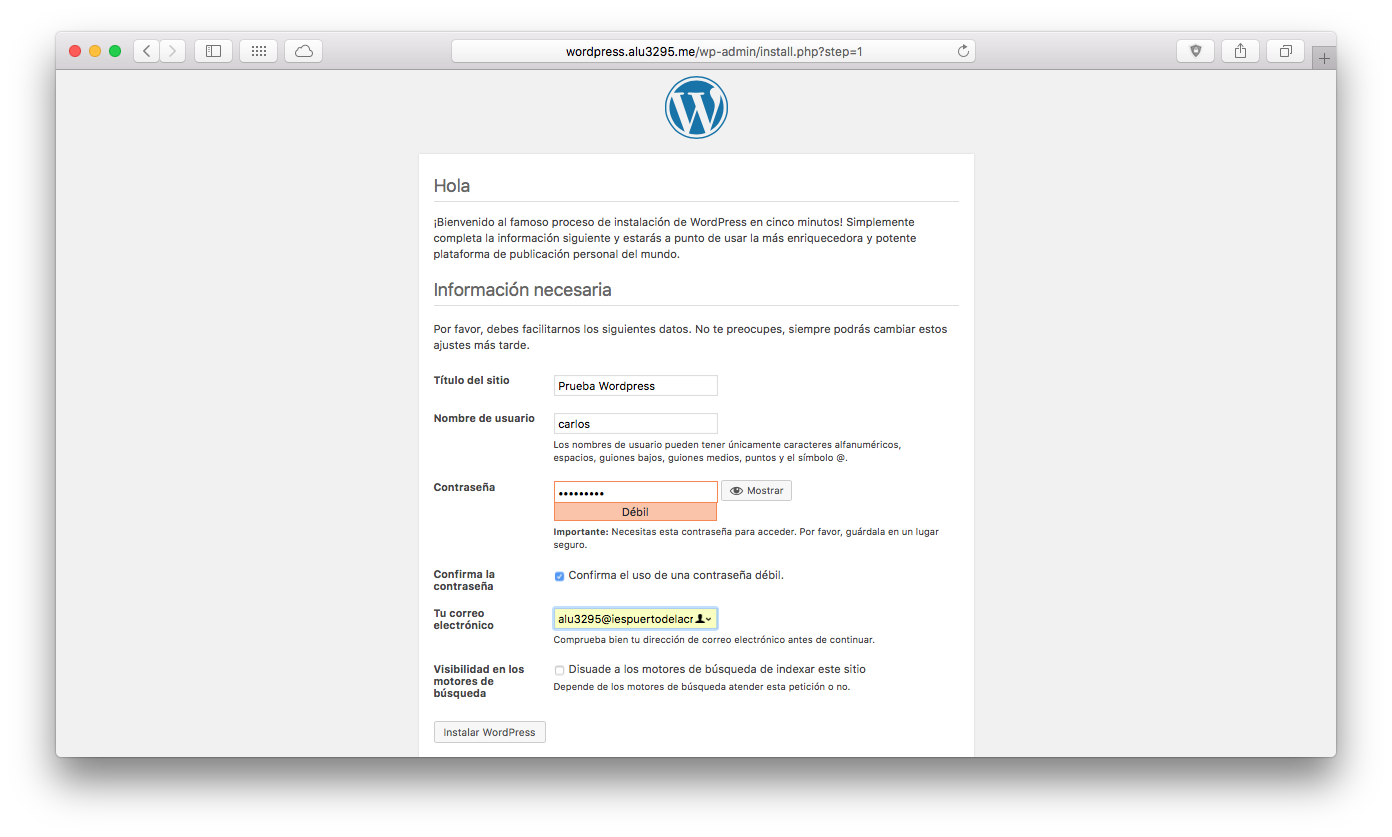 wordpress.alu3295.me/wp-admin/install.php?step=1
Hola
¡Bienvenido al famoso proceso de instalación de WordPress en cinco minutos! Simplemente
completa la información siguiente y estarás a punto de usar la más enriquecedora y potente
plataforma de publicación personal del mundo.
Información necesaria
Por favor, debes facilitarnos los siguientes datos. No te preocupes, siempre podrás cambiar estos
ajustes más tarde.
Título del sitio
Prueba Wordpress
Nombre de usuario
carlos
Los nombres de usuario pueden tener únicamente caracteres alfanuméricos,
espacios, guiones bajos, guiones medios, puntos y el símbolo @.
Contraseña
•••••••••
Mostrar
Débil
Importante: Necesitas esta contraseña para acceder. Por favor, guárdala en un lugar
seguro.
Confirma la
contraseña
Confirma el uso de una contraseña débil.
Tu correo
electrónico
alu3295@iespuertodelacr
Comprueba bien tu dirección de correo electrónico antes de continuar.
Visibilidad en los
motores de
búsqueda
Disuade a los motores de búsqueda de indexar este sitio
Depende de los motores de búsqueda atender esta petición o no.
Instalar WordPress